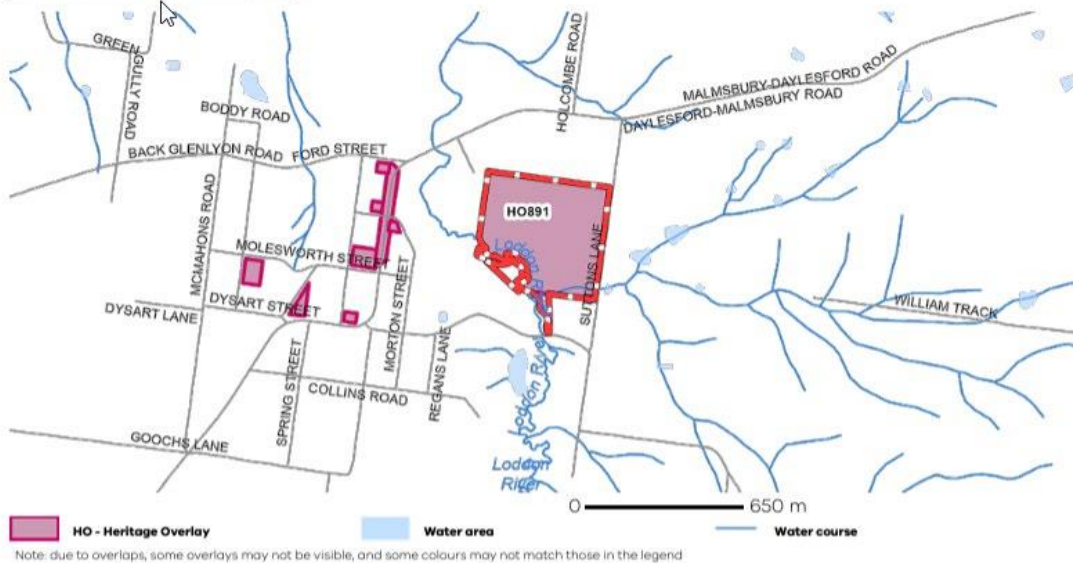 GREEN GULLY ROAD
BODDY ROAD
HOLCOMBE ROAD
MALMSBURY-DAYLESFORD ROAD
DAYLESFORD-MALMSBURY ROAD
BACK GLENLYON ROAD
FORD STREET
MCMAHONS ROAD
HO891
MOLESWORTH STREET
Loddon
SUTTONS LANE
DYSART STREET
DYSART LANE
MORTON STREET
REGANS LANE
WILLIAM TRACK
SPRING STREET
COLLINS ROAD
Loddon River
GOOCHS LANE
Loddon
River
0 650 m
HO - Heritage Overlay
Water area
Water course
Note: due to overlaps, some overlays may not be visible, and some colours may not match those in the legend